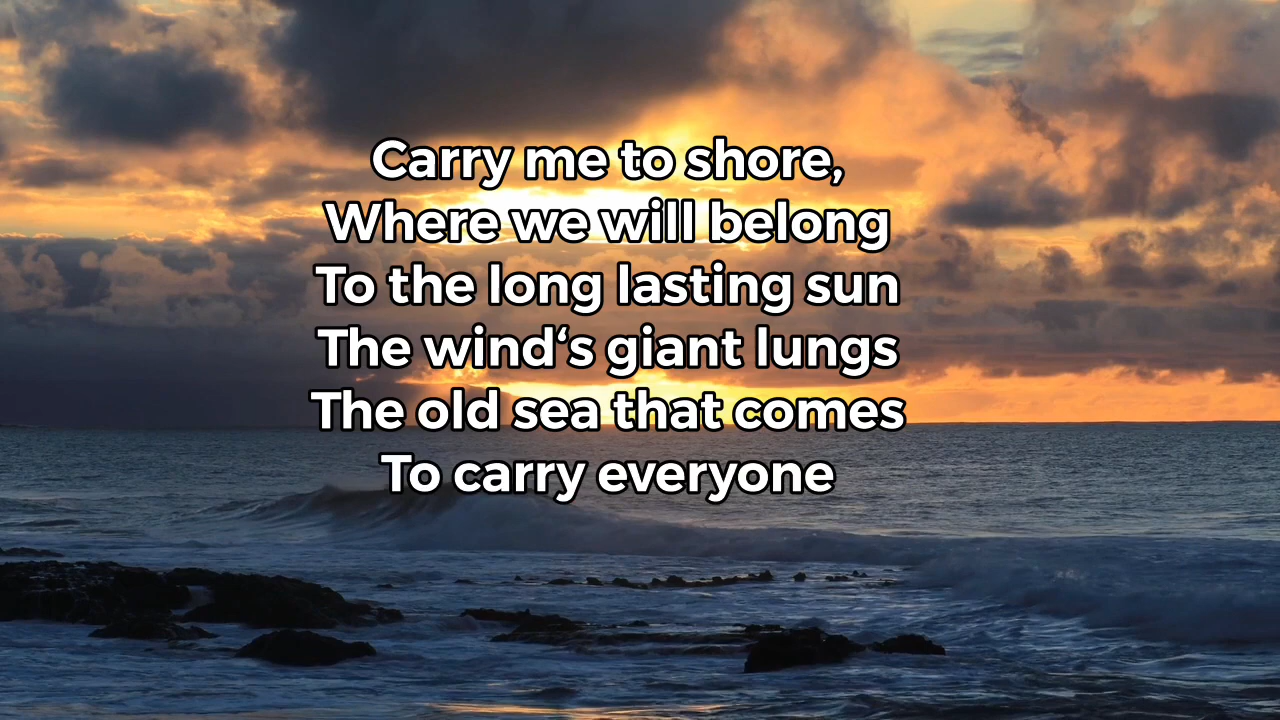 Carry me to shore,
Where we will belong
To the long lasting sun
The wind‘s giant lungs
The old sea that comes
To carry everyone